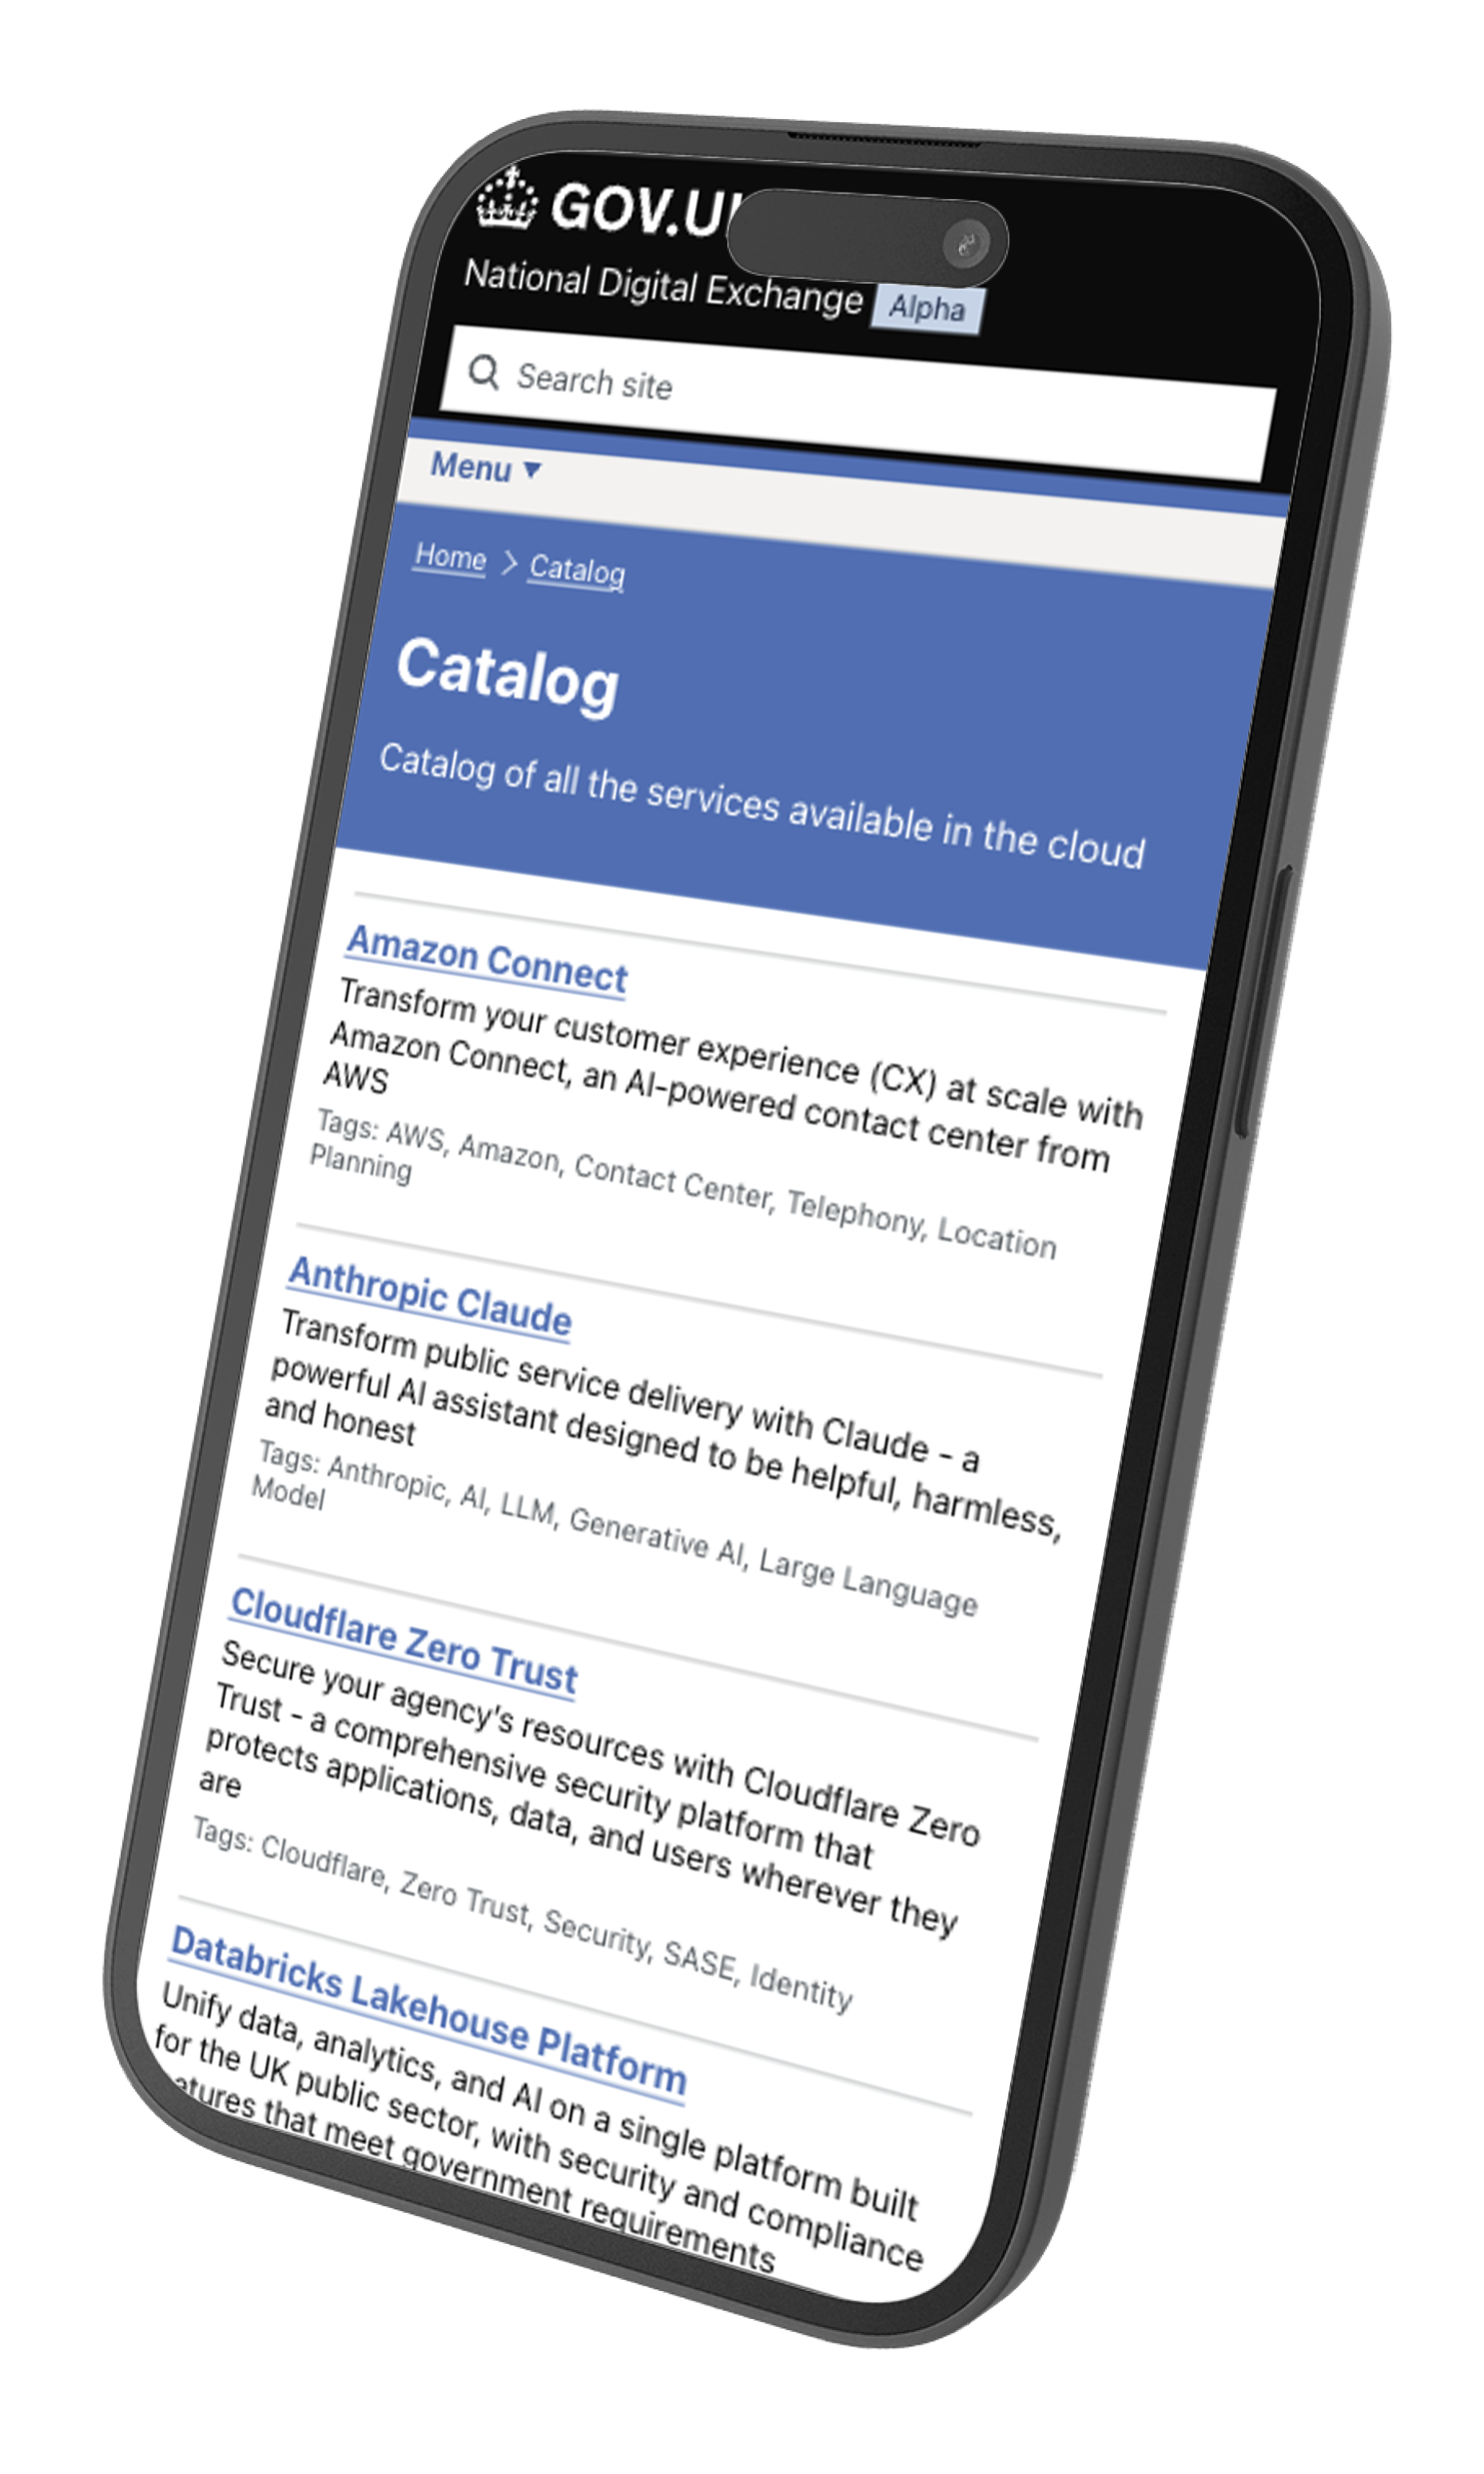 GOV.U
National Digital Exchange Alpha
Search site
Menu
Home > Catalog
Catalog
Catalog of all the services available in the cloud
Amazon Connect
Transform your customer experience (CX) at scale with
Amazon Connect, an AI-powered contact center from
AWS
Tags: AWS, Amazon, Contact Center, Telephony, Location
Planning
Anthropic Claude
Transform public service delivery with Claude - a
powerful AI assistant designed to be helpful, harmless,
and honest
Tags: Anthropic, AI, LLM, Generative AI, Large Language
Model
Cloudflare Zero Trust
Secure your agency's resources with Cloudflare Zero
Trust - a comprehensive security platform that
protects applications, data, and users wherever they
are
Tags: Cloudflare, Zero Trust, Security, SASE, Identity
Databricks Lakehouse Platform
Unify data, analytics, and AI on a single platform built
for the UK public sector, with security and compliance
atures that meet government requirements